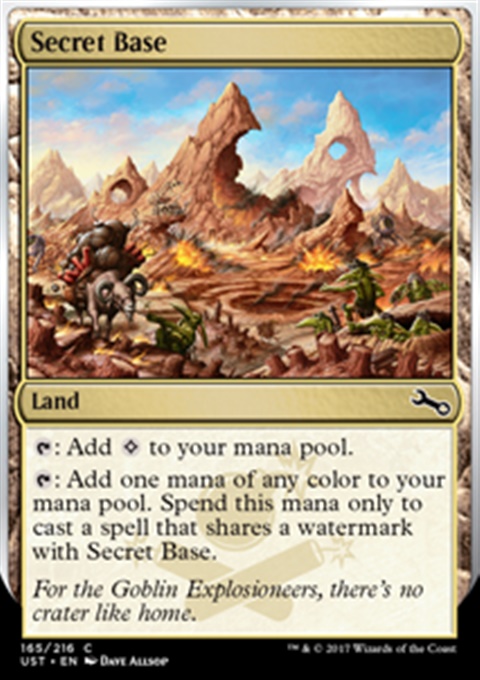 Secret Base
Land
: Add to your mana pool.
: Add one mana of any color to your
mana pool. Spend this mana only to
cast a spell that shares a watermark
with Secret Base.
For the Goblin Explosioneers, there's no
crater like home.
165/216 C
UST • EN Dave Allsop
™ & © 2017 Wizards of the Coast